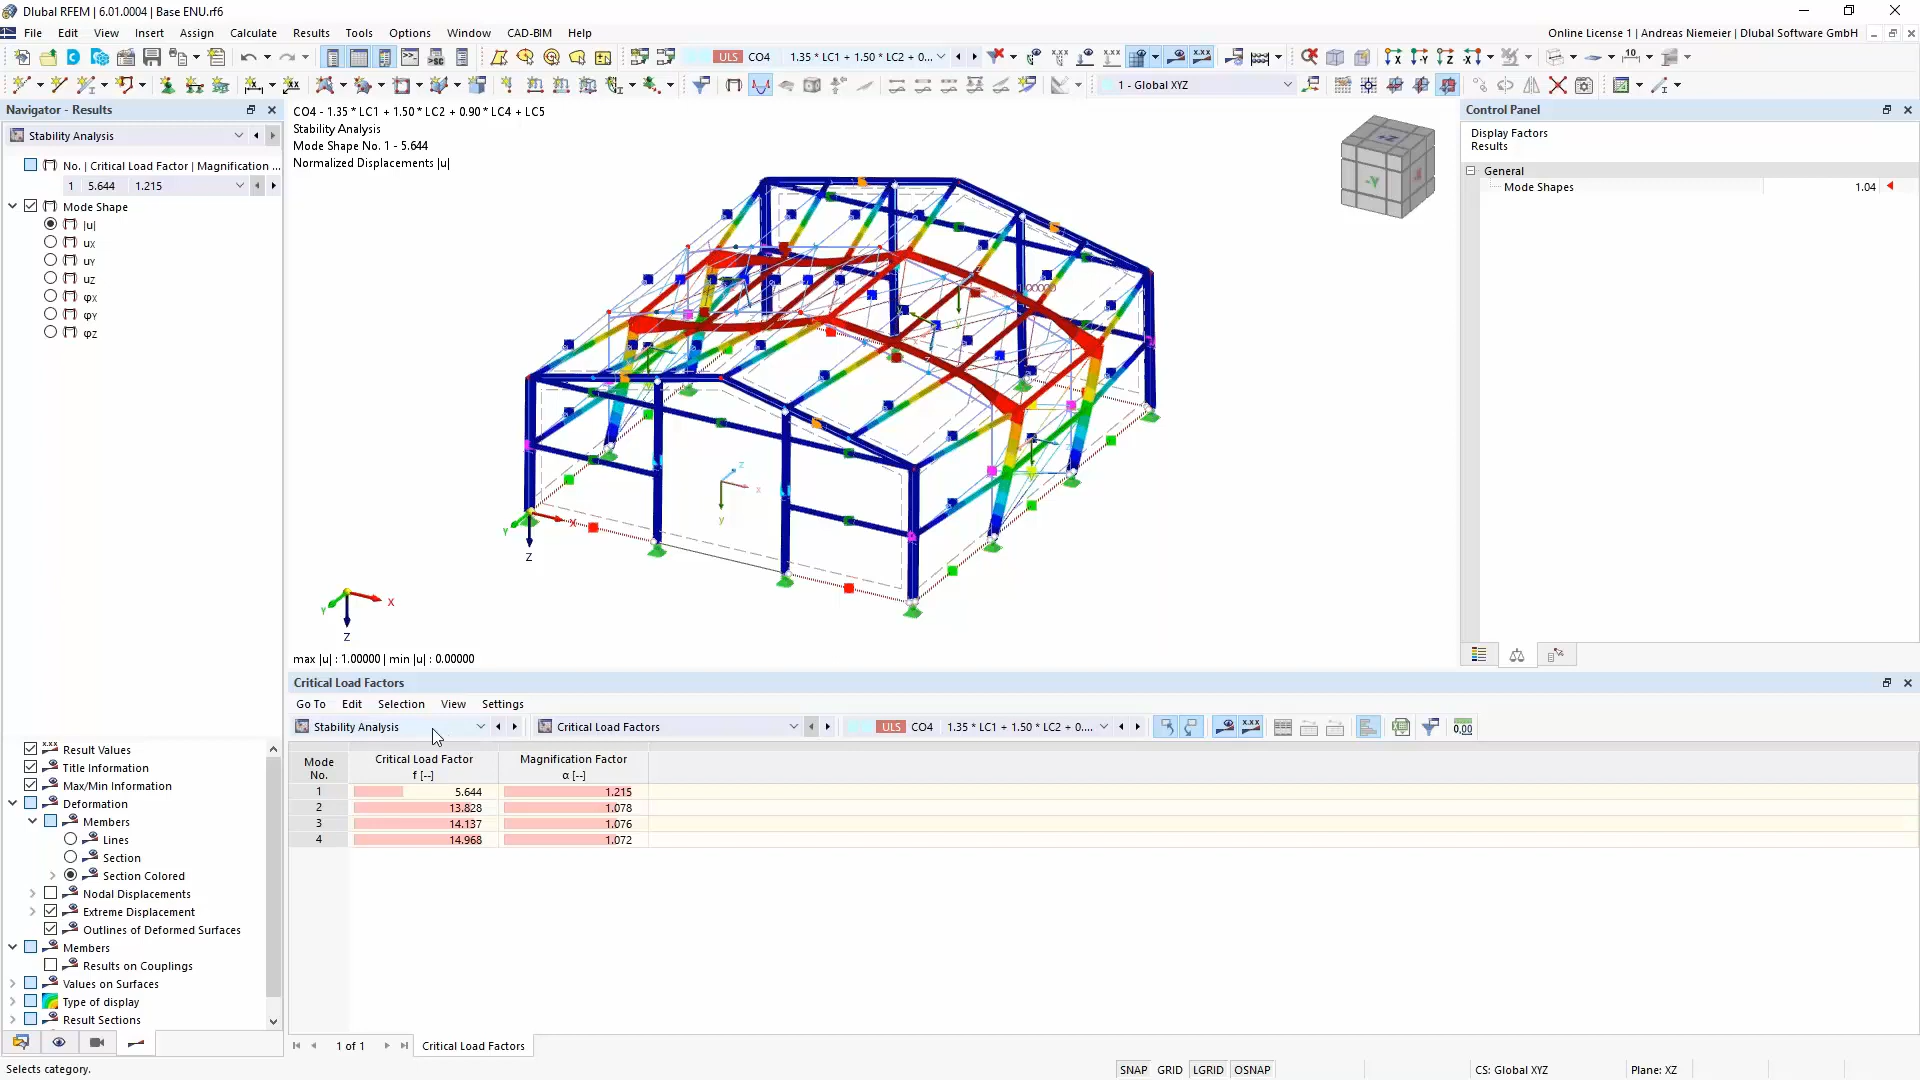 Dlubal RFEM | 6.01.0004 | Base ENU.rf6
File Edit View Insert Assign Calculate Results Tools Options Window CAD-BIM Help
Online License 1 | Andreas Niemeier | Dlubal Software GmbH
ULS CO4 1.35 * LC1 + 1.50 * LC2 + 0...
1 - Global XYZ
Navigator - Results
Stability Analysis
No. | Critical Load Factor | Magnification ...
1 5.644 1.215
Mode Shape
|u|
uX
uY
uZ
φX
φY
φZ
Result Values
Title Information
Max/Min Information
Deformation
Members
Lines
Section
Section Colored
Nodal Displacements
Extreme Displacement
Outlines of Deformed Surfaces
Members
Results on Couplings
Values on Surfaces
Type of display
Result Sections
CO4 - 1.35 * LC1 + 1.50 * LC2 + 0.90 * LC4 + LC5
Stability Analysis
Mode Shape No. 1 - 5.644
Normalized Displacements |u|
max |u| : 1.00000 | min |u| : 0.00000
Control Panel
Display Factors
Results
General
Mode Shapes 1.04
Critical Load Factors
Go To Edit Selection View Settings
Stability Analysis Critical Load Factors ULS CO4 1.35 * LC1 + 1.50 * LC2 + 0....
Mode Critical Load Factor Magnification Factor
No. f [--] α [--]
1 5.644 1.215
2 13.828 1.078
3 14.137 1.076
4 14.968 1.072
1 of 1 Critical Load Factors
Selects category.
SNAP GRID LGRID OSNAP
CS: Global XYZ Plane: XZ